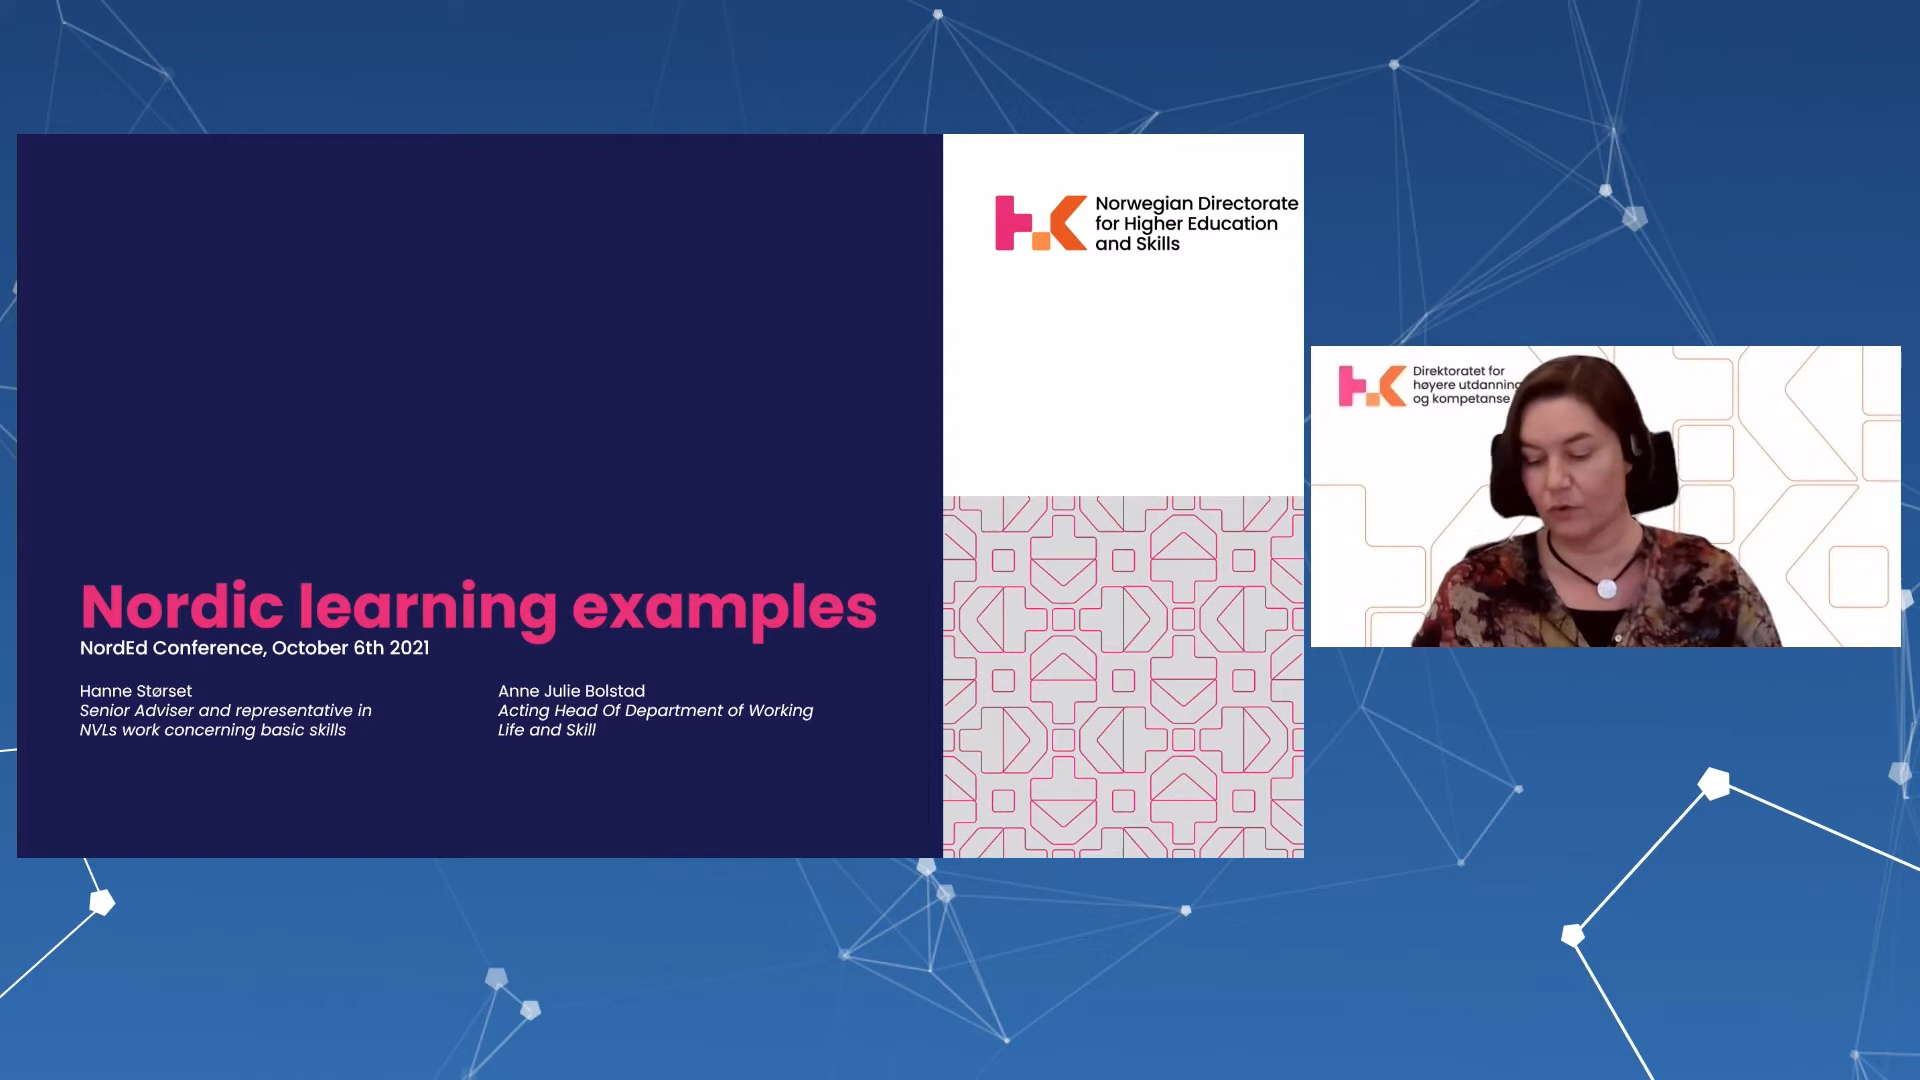 Norwegian Directorate
for Higher Education
and Skills
Nordic learning examples
NordEd Conference, October 6th 2021
Hanne Størset
Senior Adviser and representative in
NVLs work concerning basic skills
Anne Julie Bolstad
Acting Head Of Department of Working
Life and Skill
Direktoratet for
høyere utdanning
og kompetanse